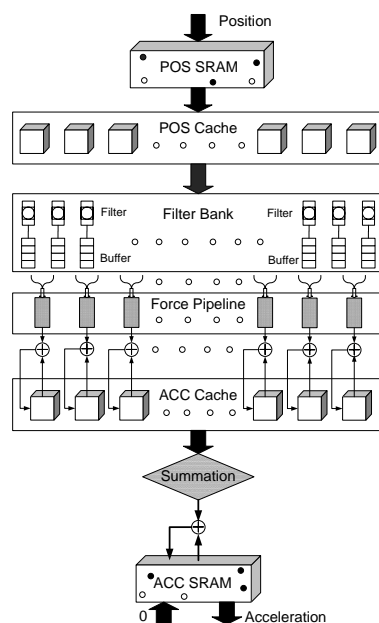 Position
POS SRAM
POS Cache
Filter
Filter Bank
Filter
Buffer
Buffer
Force Pipeline
ACC Cache
Summation
ACC SRAM
0
Acceleration